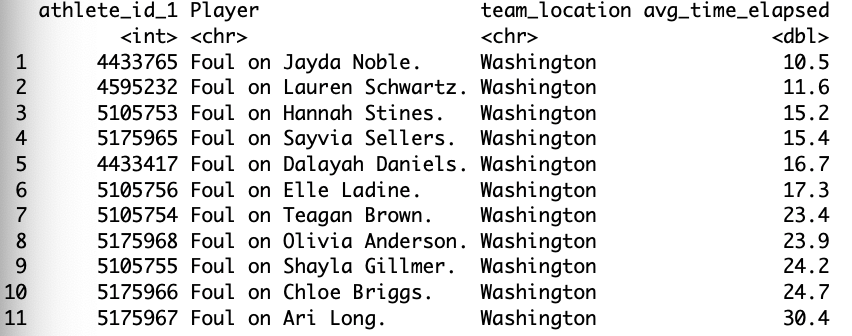 athlete_id_1 Player team_location avg_time_elapsed
<int> <chr> <chr> <dbl>
1 4433765 Foul on Jayda Noble. Washington 10.5
2 4595232 Foul on Lauren Schwartz. Washington 11.6
3 5105753 Foul on Hannah Stines. Washington 15.2
4 5175965 Foul on Sayvia Sellers. Washington 15.4
5 4433417 Foul on Dalayah Daniels. Washington 16.7
6 5105756 Foul on Elle Ladine. Washington 17.3
7 5105754 Foul on Teagan Brown. Washington 23.4
8 5175968 Foul on Olivia Anderson. Washington 23.9
9 5105755 Foul on Shayla Gillmer. Washington 24.2
10 5175966 Foul on Chloe Briggs. Washington 24.7
11 5175967 Foul on Ari Long. Washington 30.4